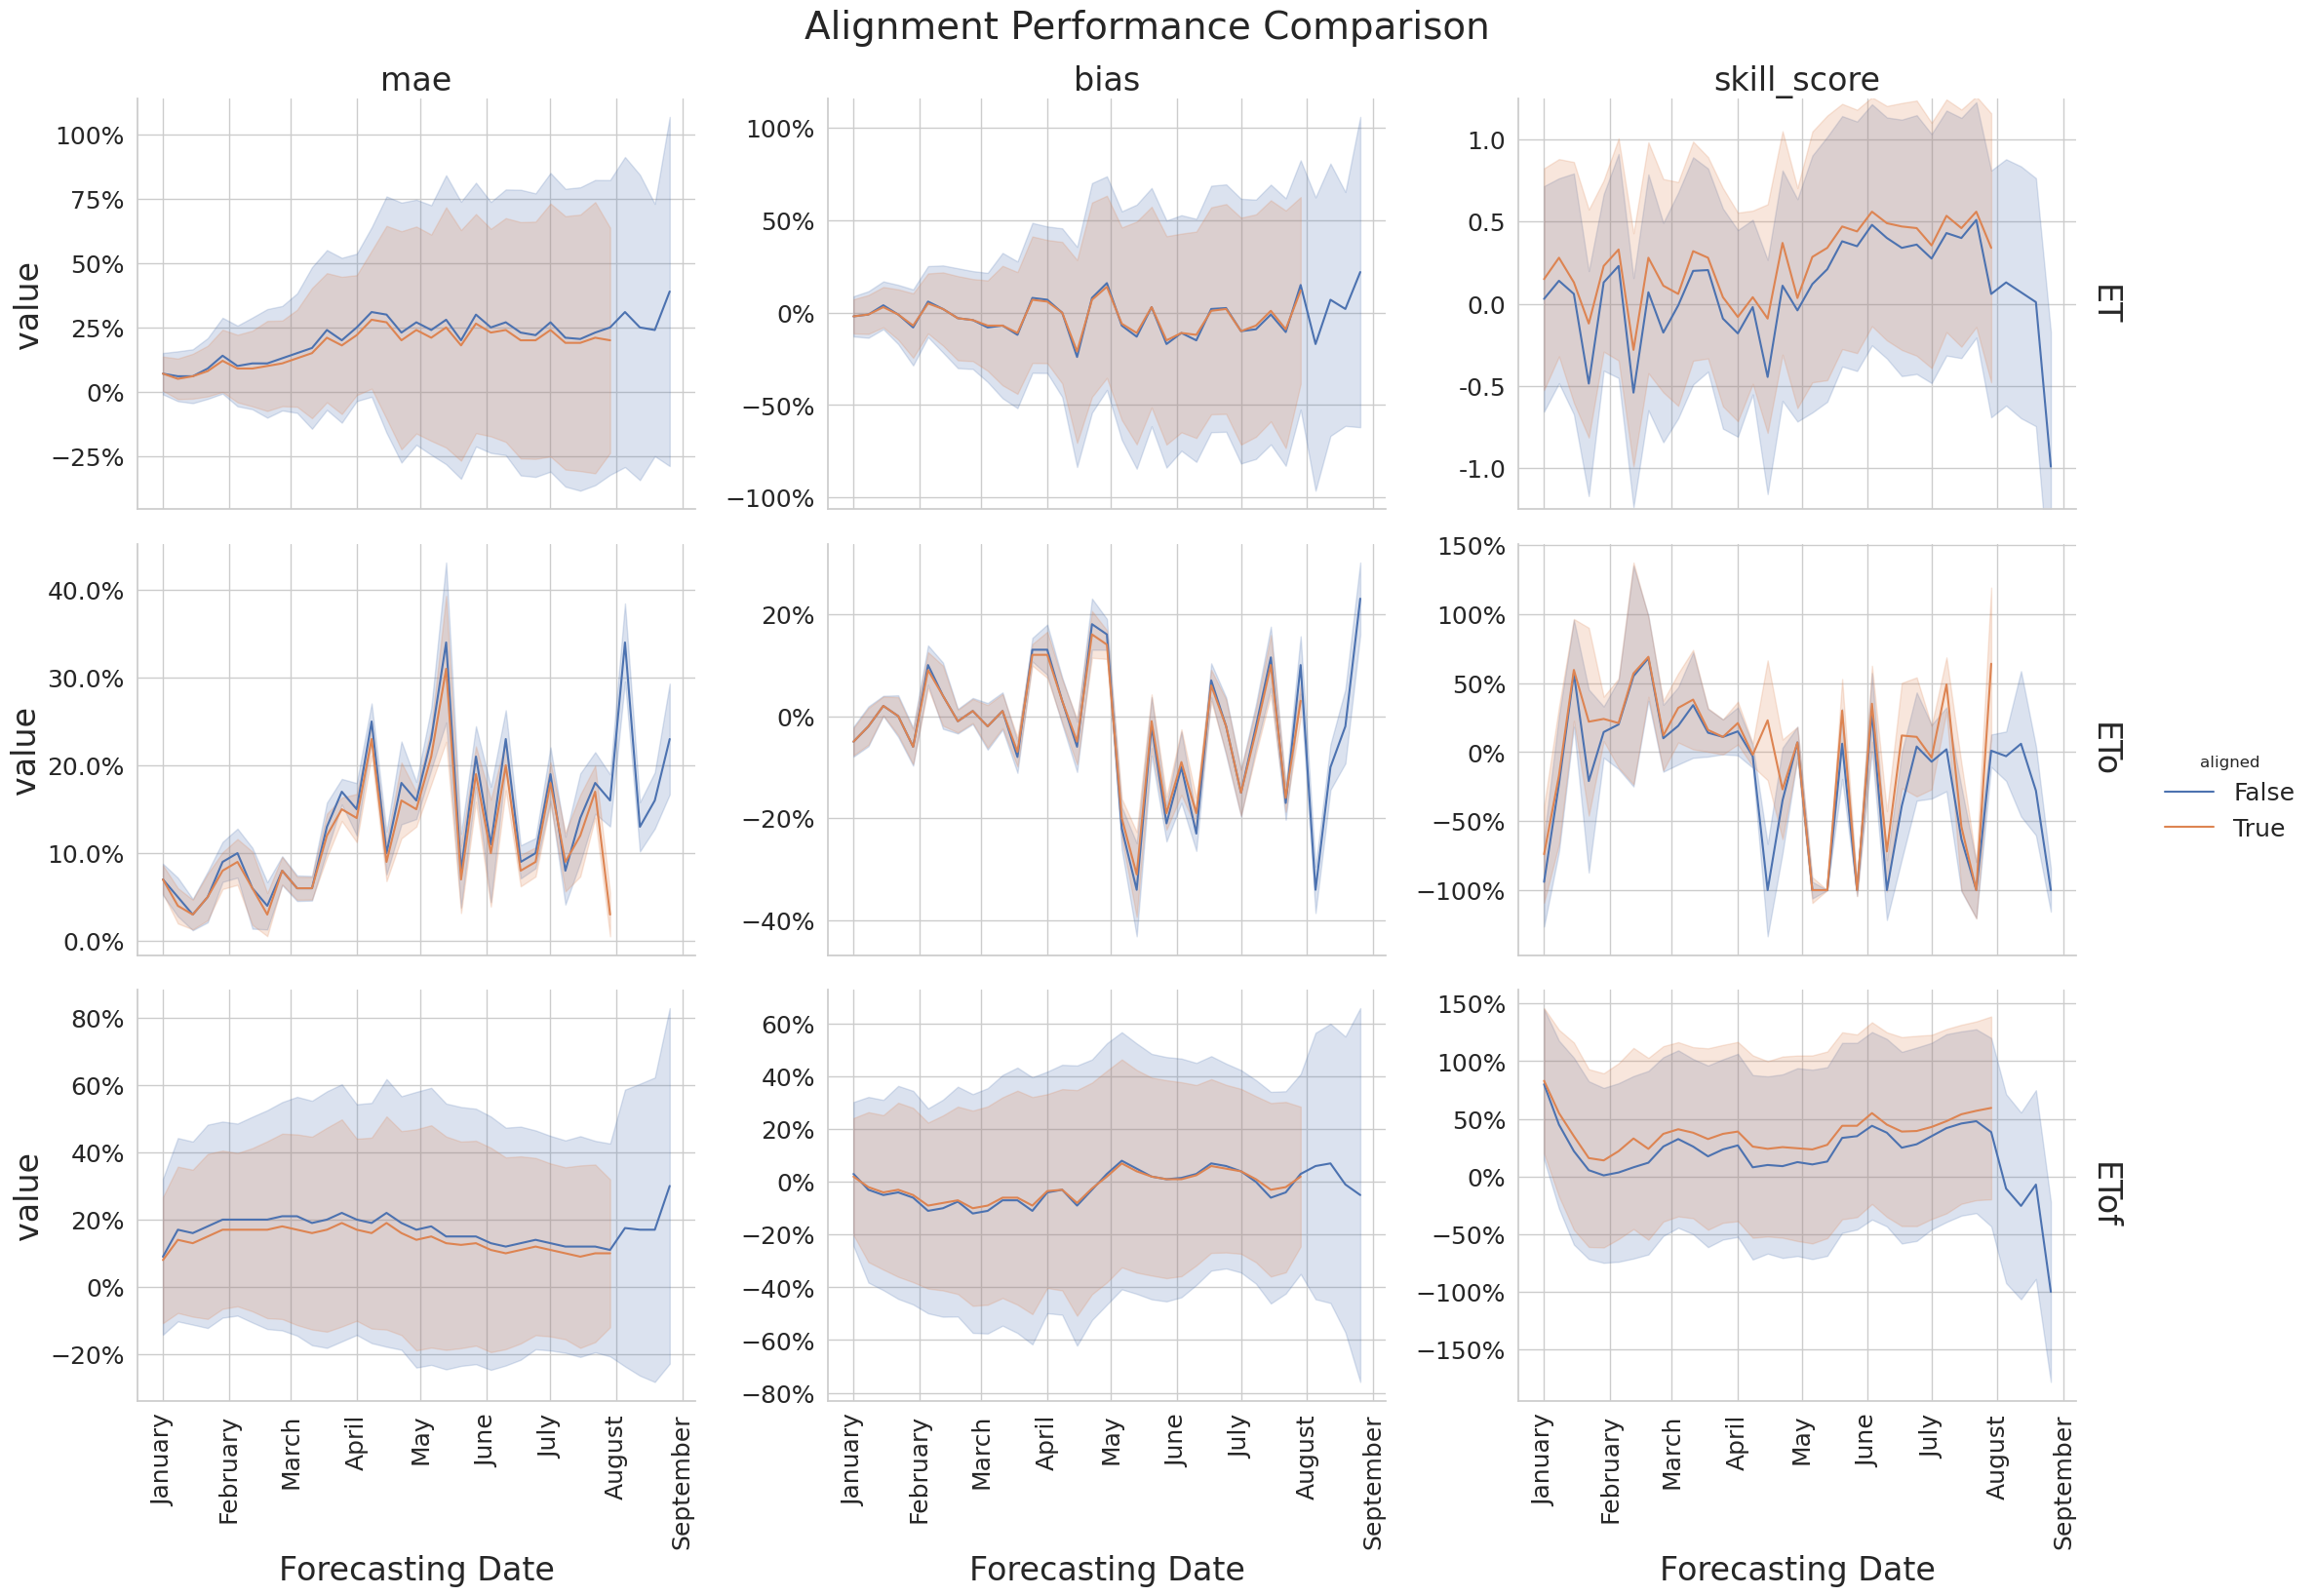 Alignment Performance Comparison
mae
bias
skill_score
value
100%
75%
50%
25%
0%
−25%
100%
50%
0%
−50%
−100%
1.0
0.5
0.0
-0.5
-1.0
ET
value
40.0%
30.0%
20.0%
10.0%
0.0%
20%
0%
−20%
−40%
150%
100%
50%
0%
−50%
−100%
ETo
aligned
False
True
value
80%
60%
40%
20%
0%
−20%
60%
40%
20%
0%
−20%
−40%
−60%
−80%
150%
100%
50%
0%
−50%
−100%
−150%
ETof
January
February
March
April
May
June
July
August
September
January
February
March
April
May
June
July
August
September
January
February
March
April
May
June
July
August
September
Forecasting Date
Forecasting Date
Forecasting Date